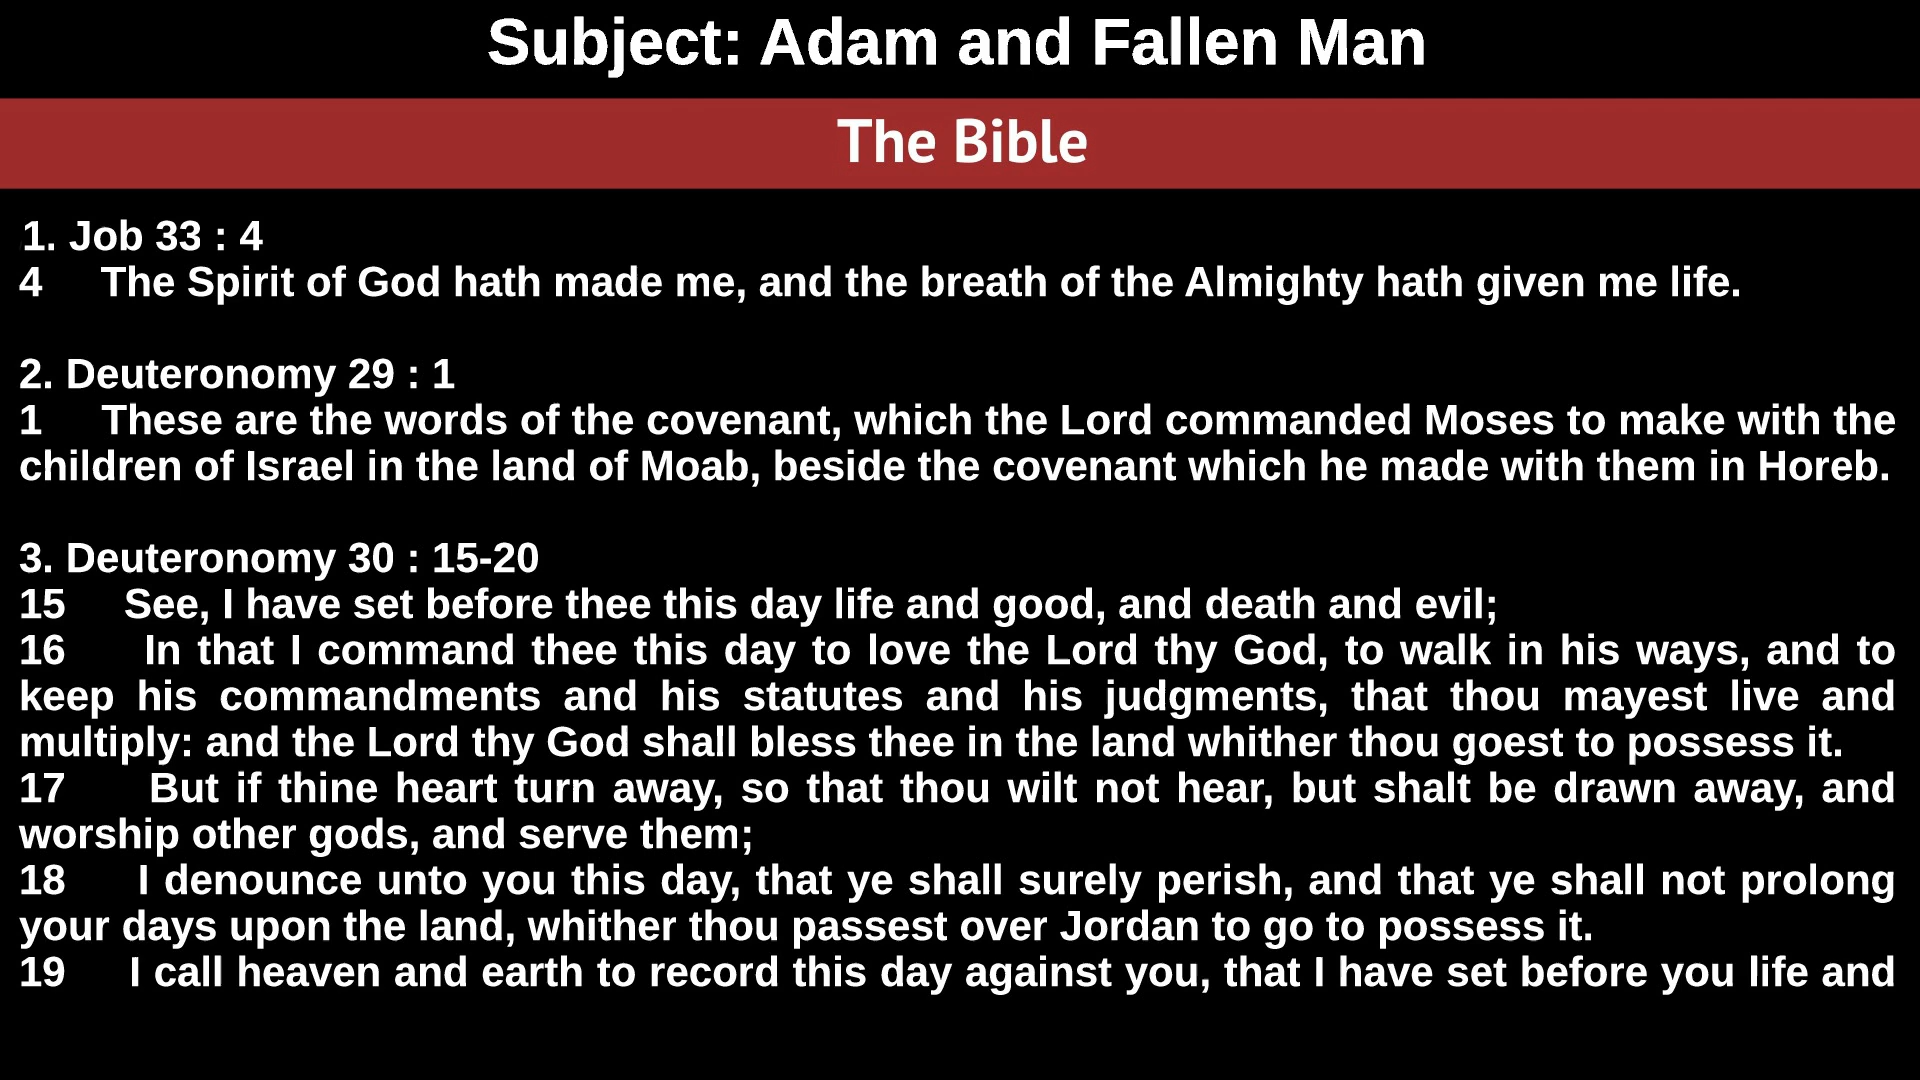 Subject: Adam and Fallen Man
The Bible
1. Job 33 : 4
4 The Spirit of God hath made me, and the breath of the Almighty hath given me life.
2. Deuteronomy 29 : 1
1 These are the words of the covenant, which the Lord commanded Moses to make with the
children of Israel in the land of Moab, beside the covenant which he made with them in Horeb.
3. Deuteronomy 30 : 15-20
15 See, I have set before thee this day life and good, and death and evil;
16 In that I command thee this day to love the Lord thy God, to walk in his ways, and to
keep his commandments and his statutes and his judgments, that thou mayest live and
multiply: and the Lord thy God shall bless thee in the land whither thou goest to possess it.
17 But if thine heart turn away, so that thou wilt not hear, but shalt be drawn away, and
worship other gods, and serve them;
18 I denounce unto you this day, that ye shall surely perish, and that ye shall not prolong
your days upon the land, whither thou passest over Jordan to go to possess it.
19 I call heaven and earth to record this day against you, that I have set before you life and